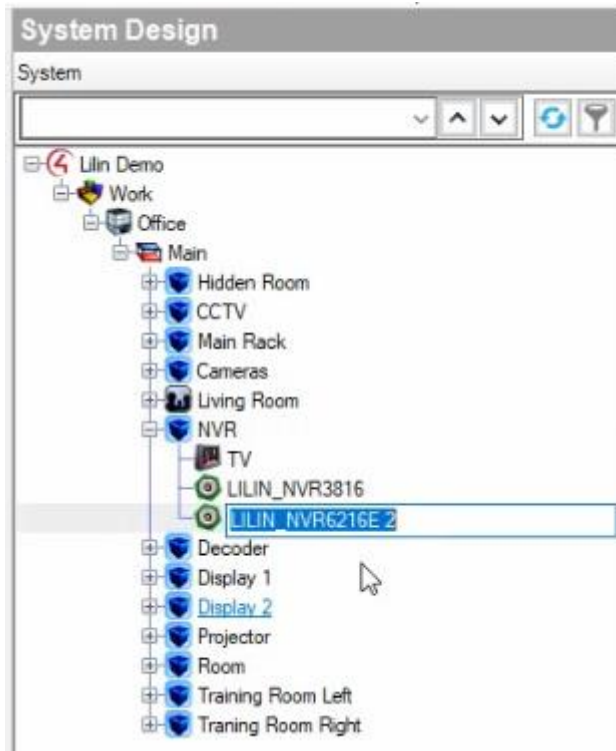 System Design
System
Lilin Demo
Work
Office
Main
Hidden Room
CCTV
Main Rack
Cameras
Living Room
NVR
TV
LILIN_NVR3816
LILIN_NVR6216E 2
Decoder
Display 1
Display 2
Projector
Room
Training Room Left
Traning Room Right